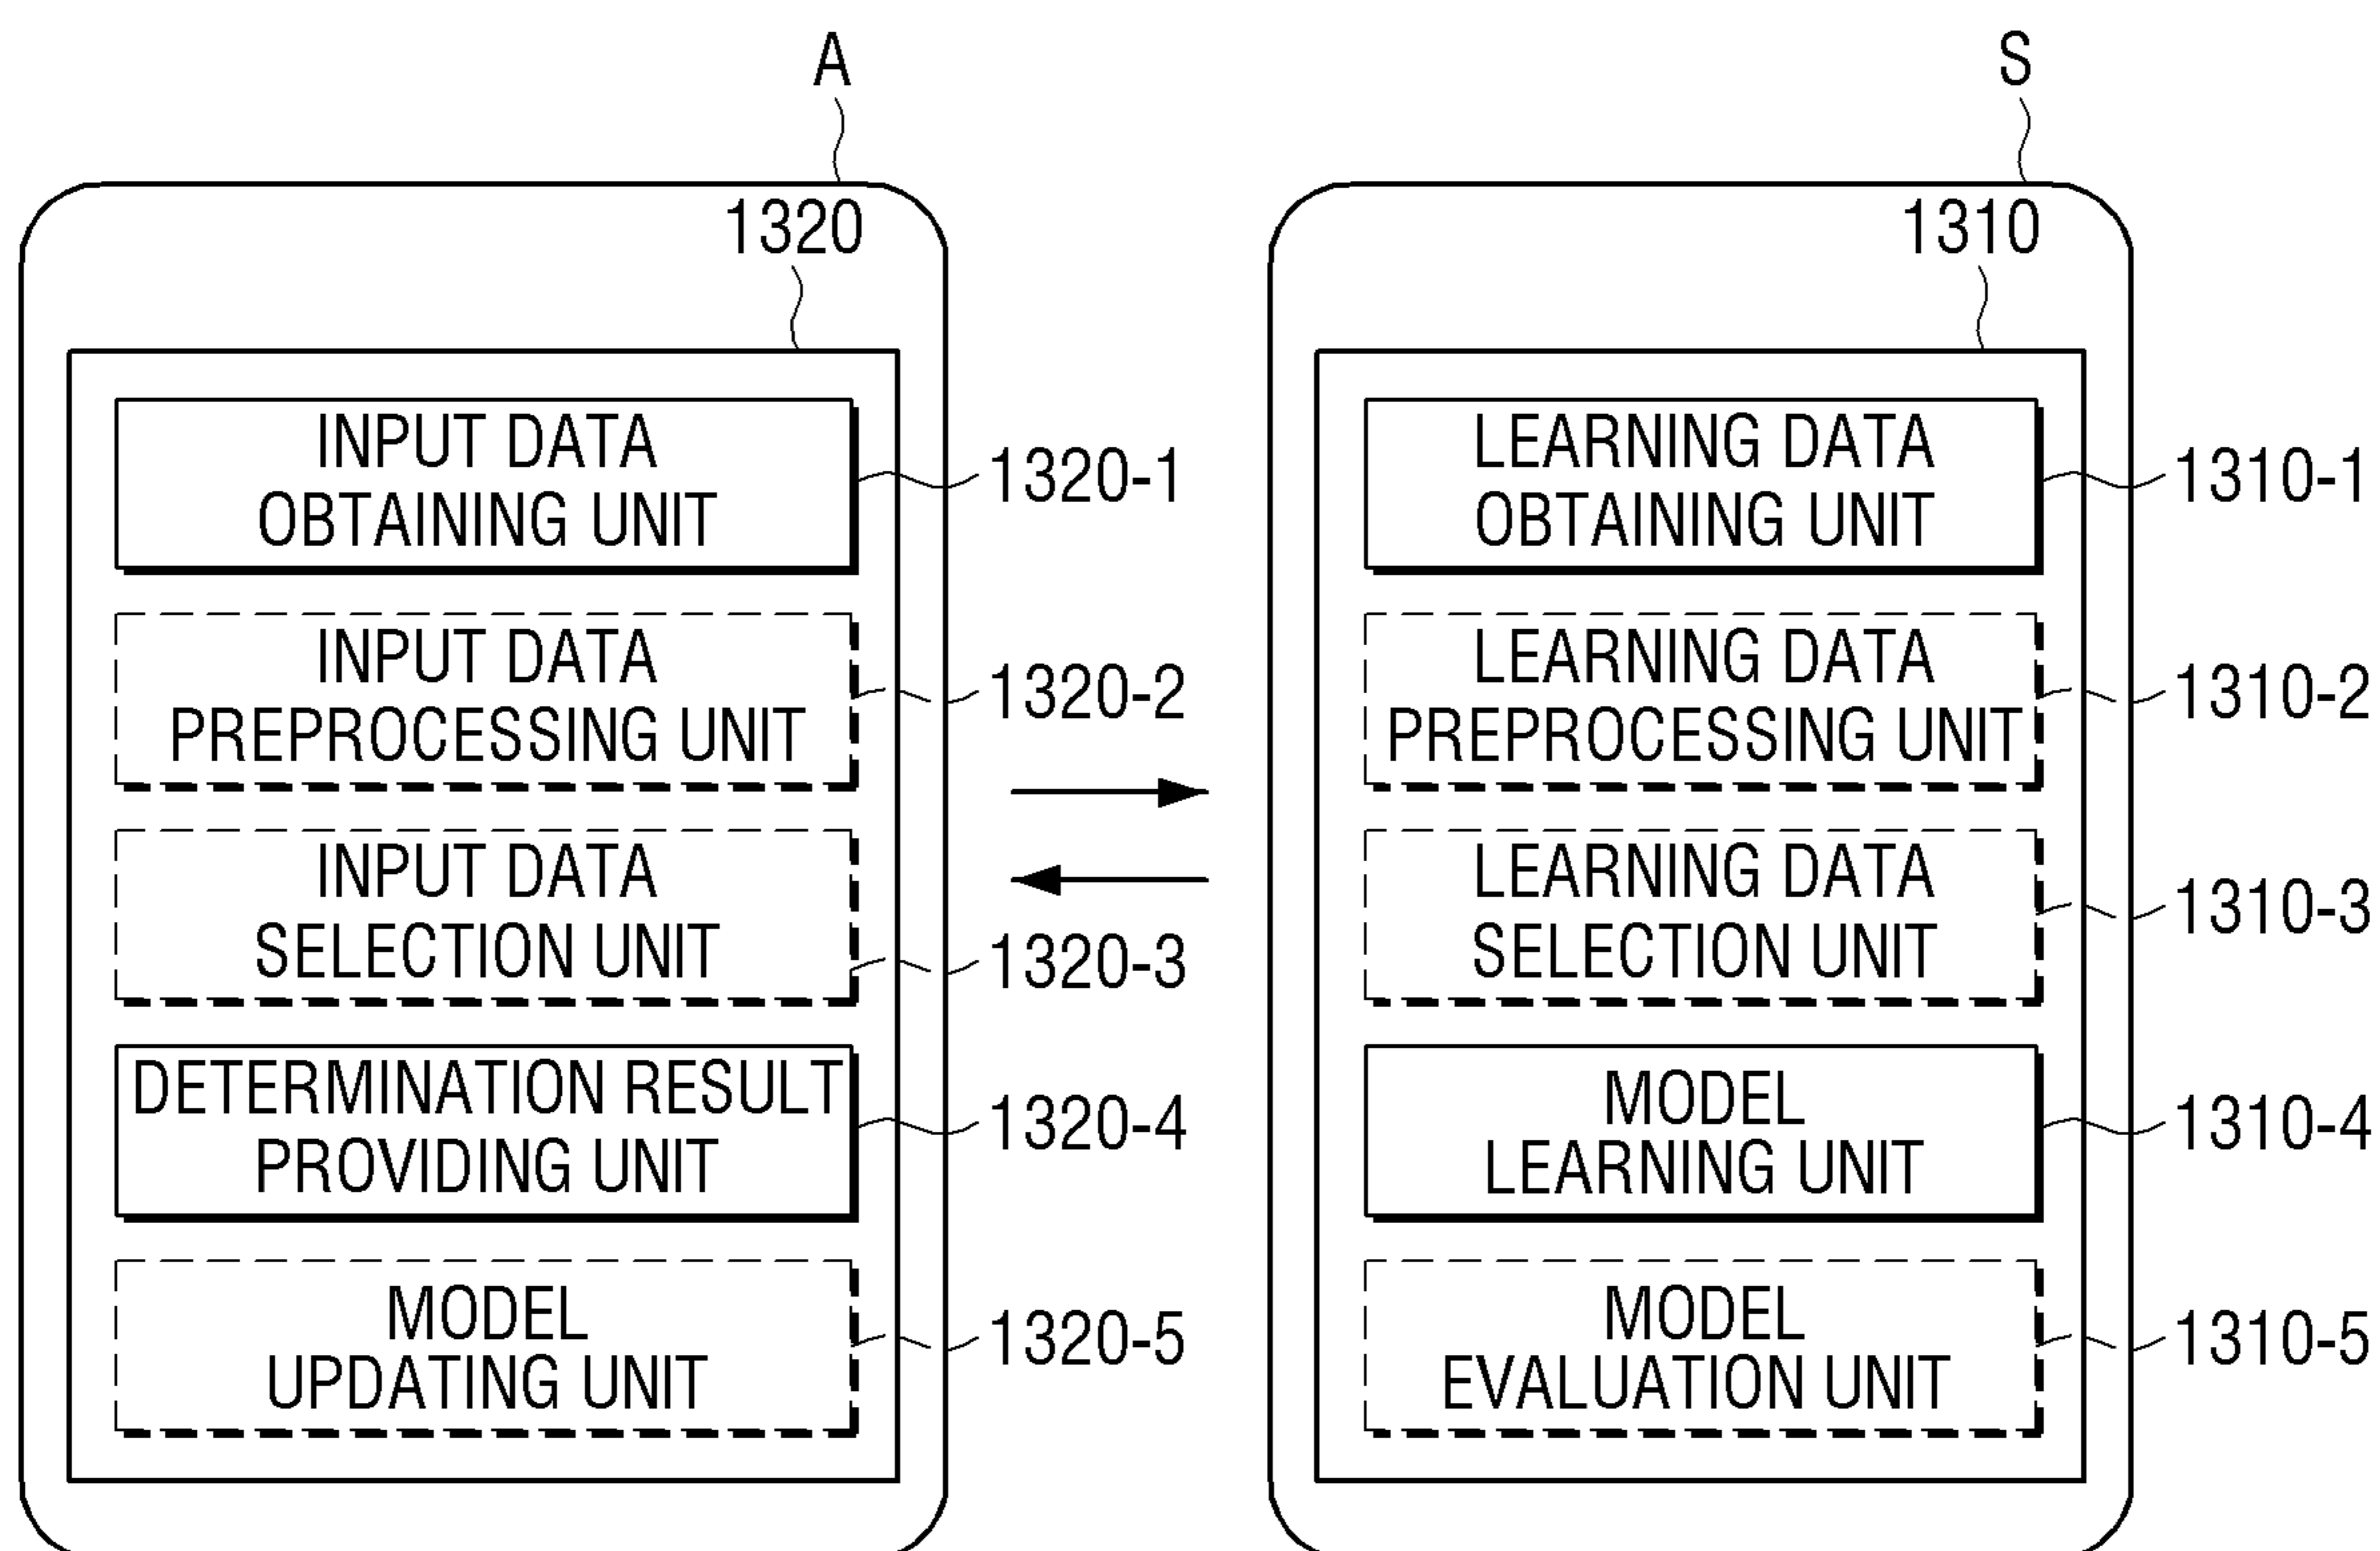 A
1320
INPUT DATA
OBTAINING UNIT
1320-1
INPUT DATA
PREPROCESSING UNIT
1320-2
INPUT DATA
SELECTION UNIT
1320-3
DETERMINATION RESULT
PROVIDING UNIT
1320-4
MODEL
UPDATING UNIT
1320-5
S
1310
LEARNING DATA
OBTAINING UNIT
1310-1
LEARNING DATA
PREPROCESSING UNIT
1310-2
LEARNING DATA
SELECTION UNIT
1310-3
MODEL
LEARNING UNIT
1310-4
MODEL
EVALUATION UNIT
1310-5